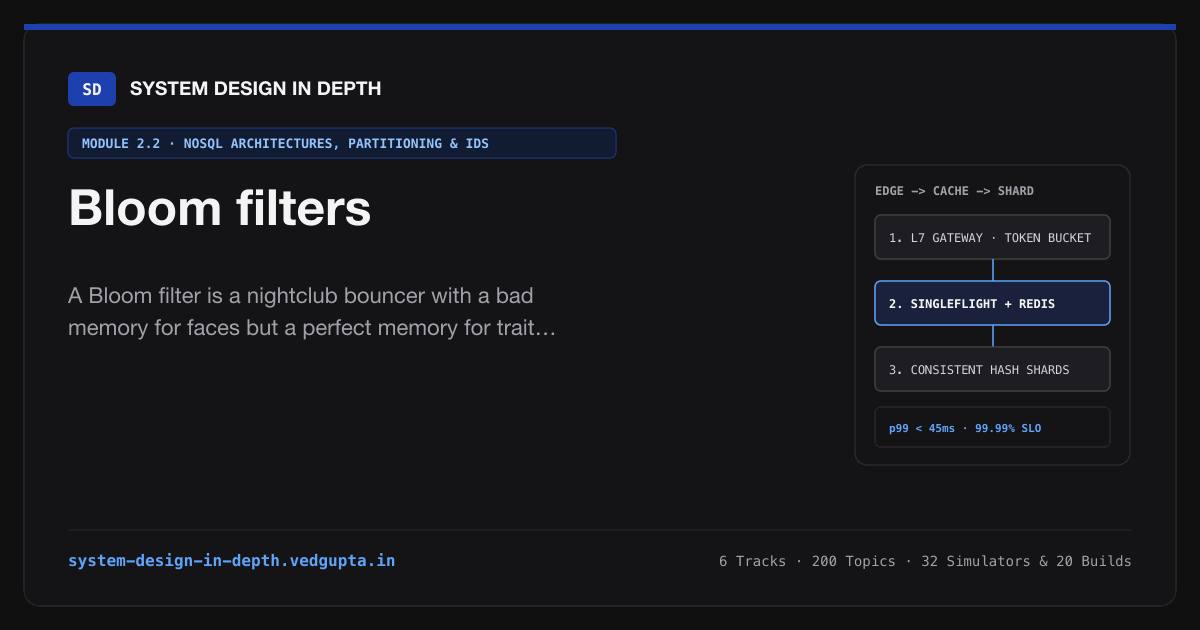 SD SYSTEM DESIGN IN DEPTH
MODULE 2.2 · NOSQL ARCHITECTURES, PARTITIONING & IDS
Bloom filters
A Bloom filter is a nightclub bouncer with a bad
memory for faces but a perfect memory for trait…
EDGE —> CACHE —> SHARD
1. L7 GATEWAY · TOKEN BUCKET
2. SINGLEFLIGHT + REDIS
3. CONSISTENT HASH SHARDS
p99 < 45ms · 99.99% SLO
system-design-in-depth.vedgupta.in
6 Tracks · 200 Topics · 32 Simulators & 20 Builds